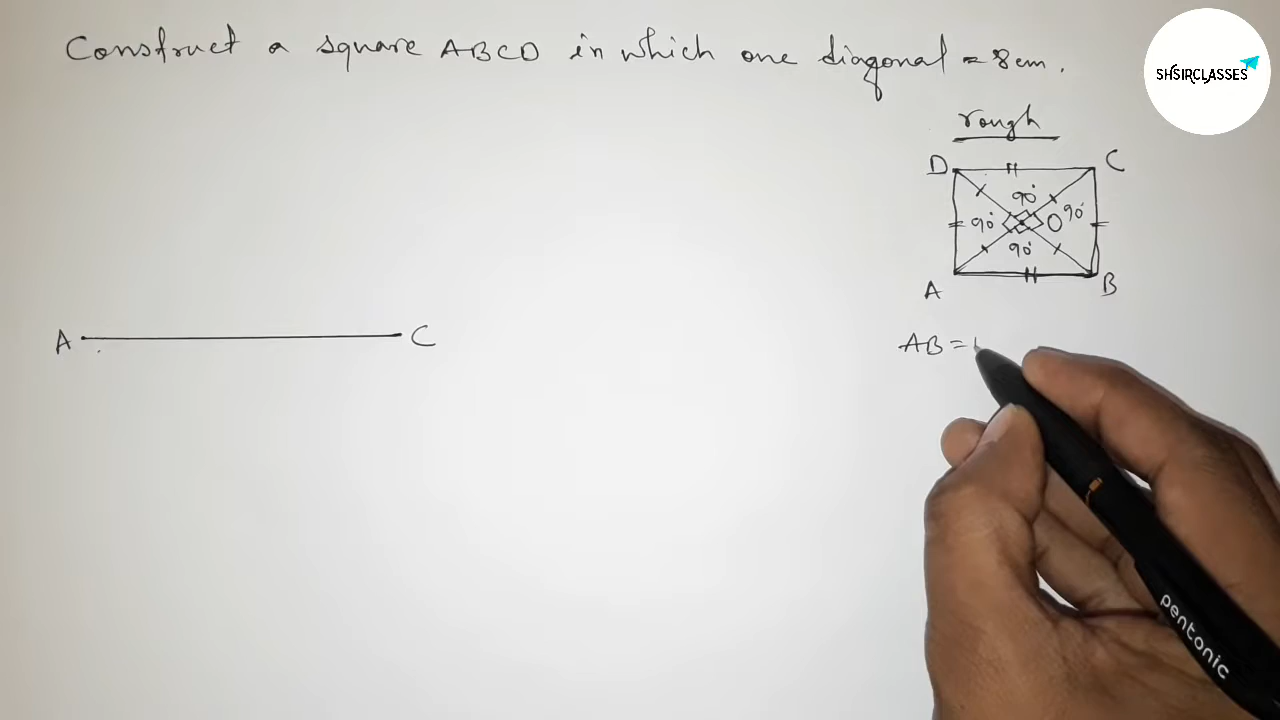 Construct a square ABCD in which one diagonal = 8cm.
SHSIRCLASSES
rough
D C
90°
90° O 90°
90°
A B
A C
AB =
pentonic